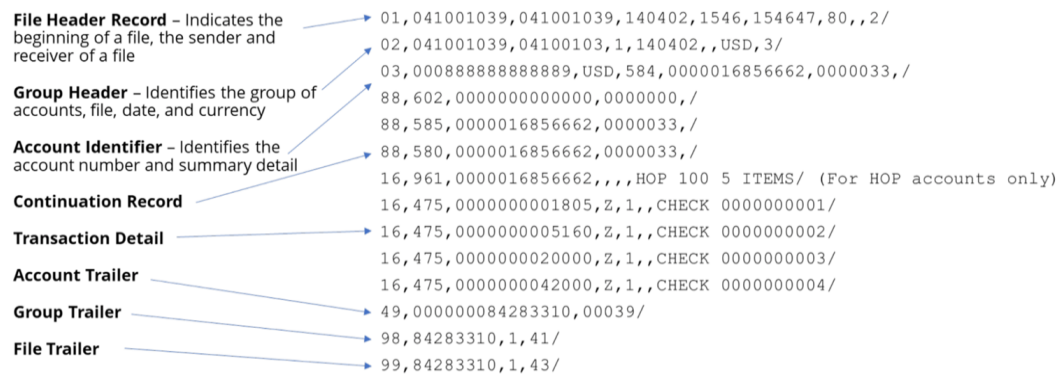 File Header Record – Indicates the
beginning of a file, the sender and
receiver of a file
Group Header – Identifies the group of
accounts, file, date, and currency
Account Identifier – Identifies the
account number and summary detail
Continuation Record
Transaction Detail
Account Trailer
Group Trailer
File Trailer
01,041001039,041001039,140402,1546,154647,80,,2/
02,041001039,04100103,1,140402,,USD,3/
03,000888888888889,USD,584,0000016856662,0000033,/
88,602,0000000000000,0000000,/
88,585,0000016856662,0000033,/
88,580,0000016856662,0000033,/
16,961,0000016856662,,,,HOP 100 5 ITEMS/ (For HOP accounts only)
16,475,0000000001805,Z,1,,CHECK 0000000001/
16,475,0000000005160,Z,1,,CHECK 0000000002/
16,475,0000000020000,Z,1,,CHECK 0000000003/
16,475,0000000042000,Z,1,,CHECK 0000000004/
49,000000084283310,00039/
98,84283310,1,41/
99,84283310,1,43/